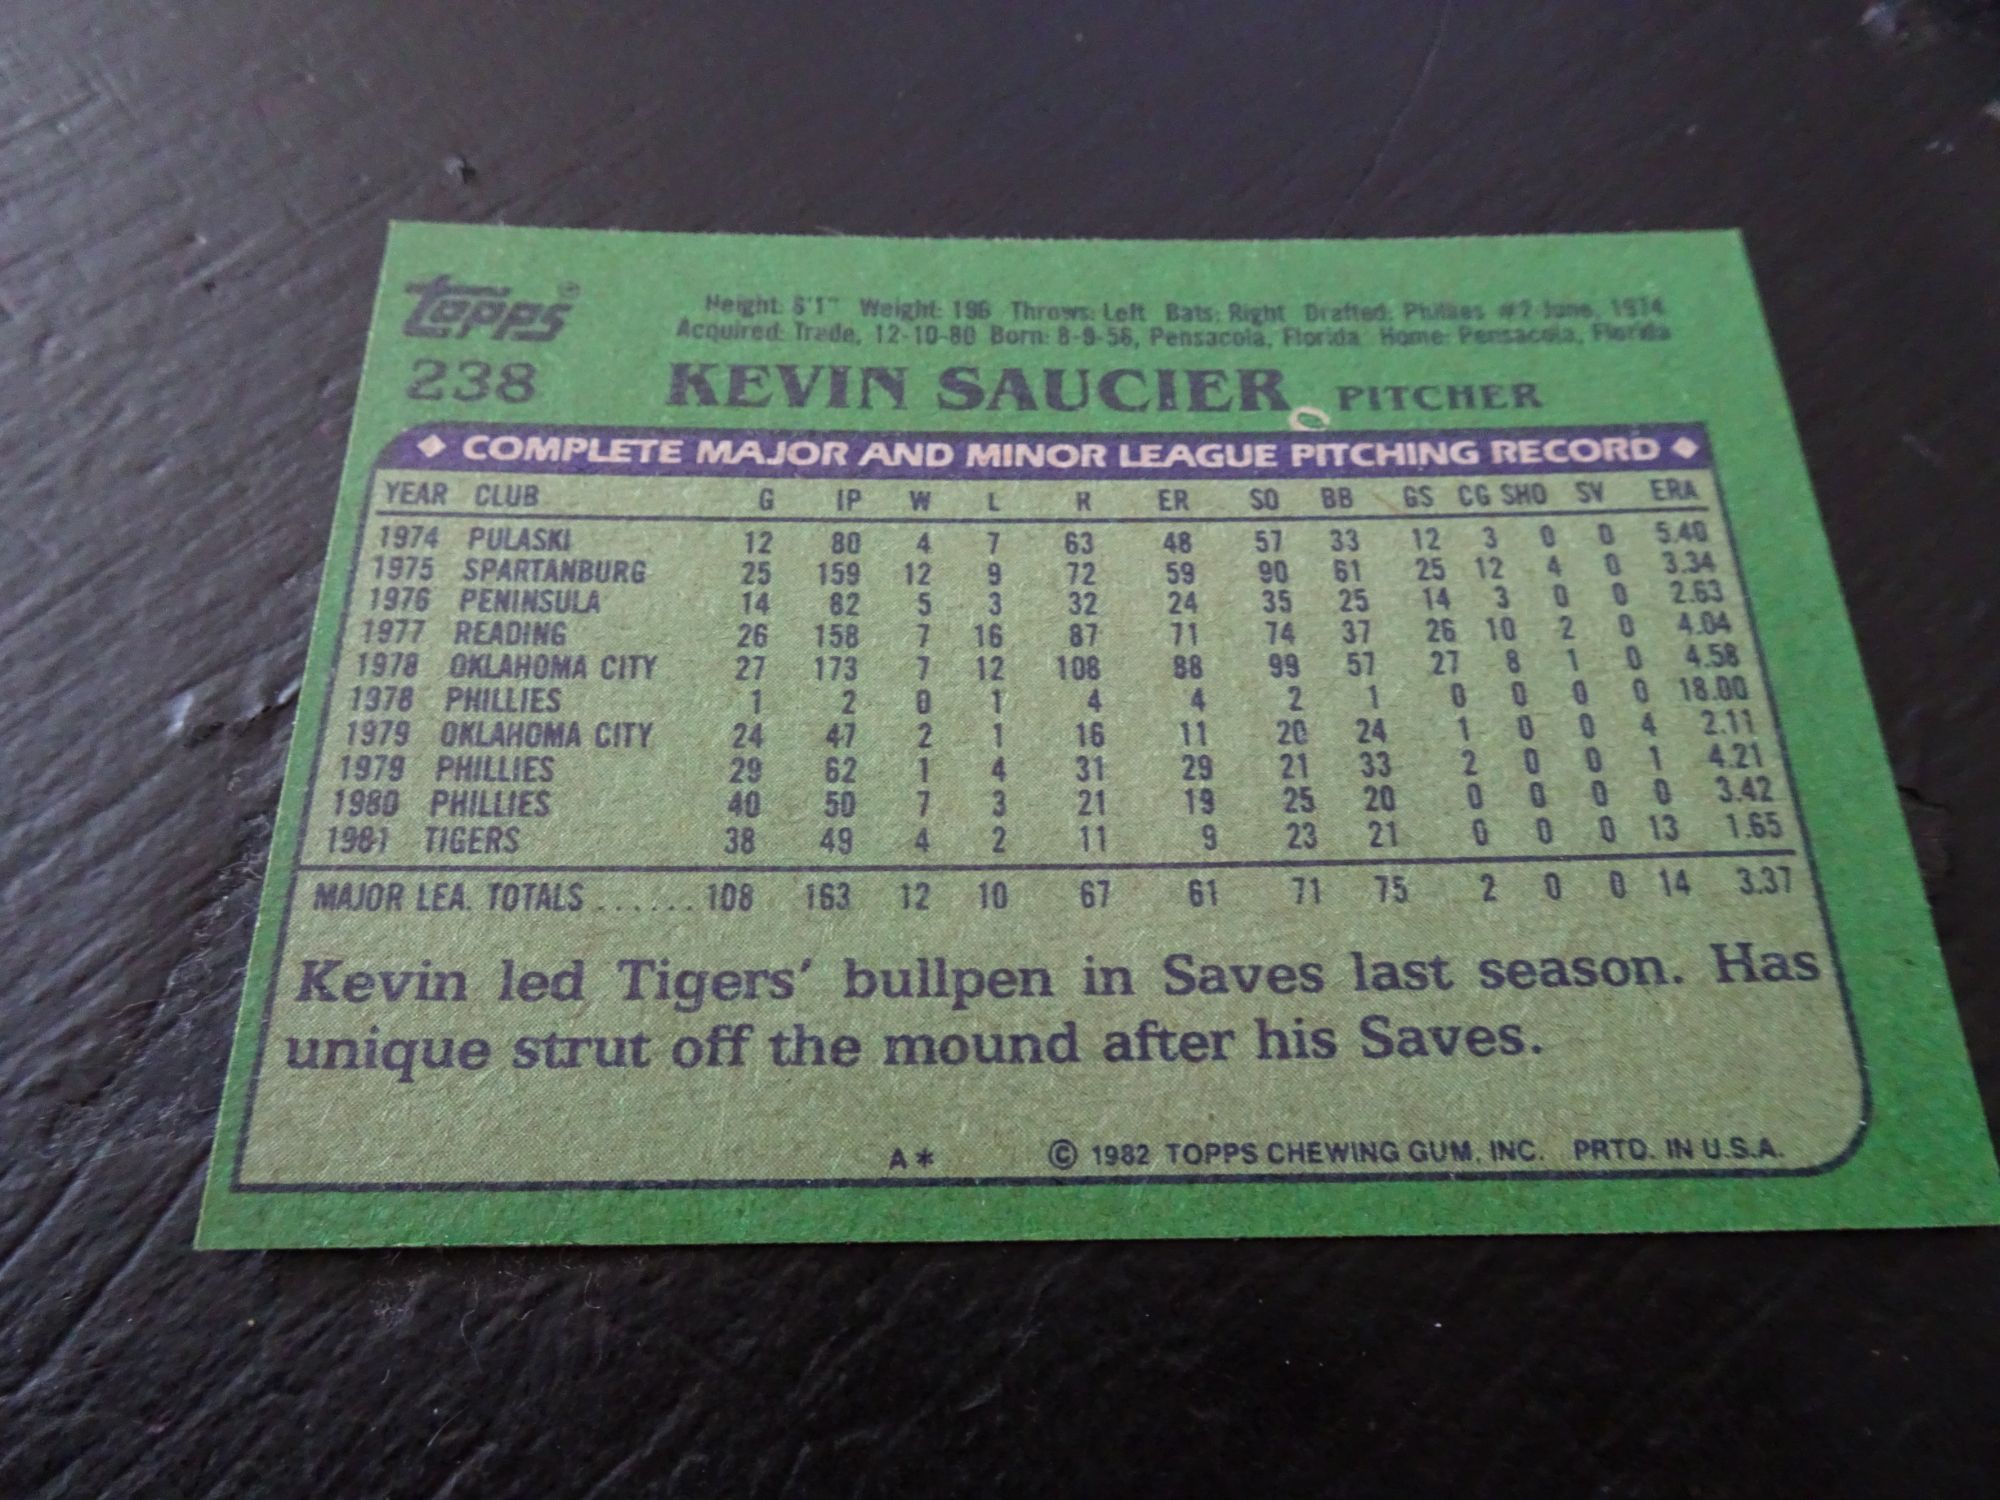 topps®
Height: 6'1" Weight: 196 Throws: Left Bats: Right Drafted: Phillies #2 June, 1974
Acquired: Trade, 12-10-80 Born: 8-9-56, Pensacola, Florida Home: Pensacola, Florida
238 KEVIN SAUCIER PITCHER
◆ COMPLETE MAJOR AND MINOR LEAGUE PITCHING RECORD ◆
YEAR CLUB G IP W L R ER SO BB GS CG SHO SV ERA
1974 PULASKI 12 80 4 7 63 48 57 33 12 3 0 0 5.40
1975 SPARTANBURG 25 159 12 9 72 59 90 61 25 12 4 0 3.34
1976 PENINSULA 14 82 5 3 32 24 35 25 14 3 0 0 2.63
1977 READING 26 158 7 16 87 71 74 37 26 10 2 0 4.04
1978 OKLAHOMA CITY 27 173 7 12 108 88 99 57 27 8 1 0 4.58
1978 PHILLIES 1 2 0 1 4 4 2 1 0 0 0 0 18.00
1979 OKLAHOMA CITY 24 47 2 1 16 11 20 24 1 0 0 4 2.11
1979 PHILLIES 29 62 1 4 31 29 21 33 2 0 0 1 4.21
1980 PHILLIES 40 50 7 3 21 19 25 20 0 0 0 0 3.42
1981 TIGERS 38 49 4 2 11 9 23 21 0 0 0 13 1.65
MAJOR LEA. TOTALS ...... 108 163 12 10 67 61 71 75 2 0 0 14 3.37
Kevin led Tigers' bullpen in Saves last season. Has
unique strut off the mound after his Saves.
A* © 1982 TOPPS CHEWING GUM, INC. PRTD. IN U.S.A.